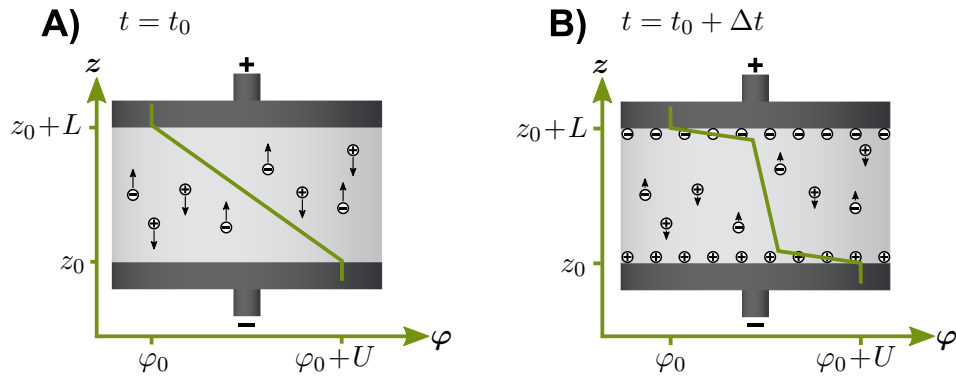 A) t = t₀
B) t = t₀ + Δt
z
+
z₀+L
z₀
−
φ₀
φ₀+U
φ
z
+
z₀+L
z₀
−
φ₀
φ₀+U
φ